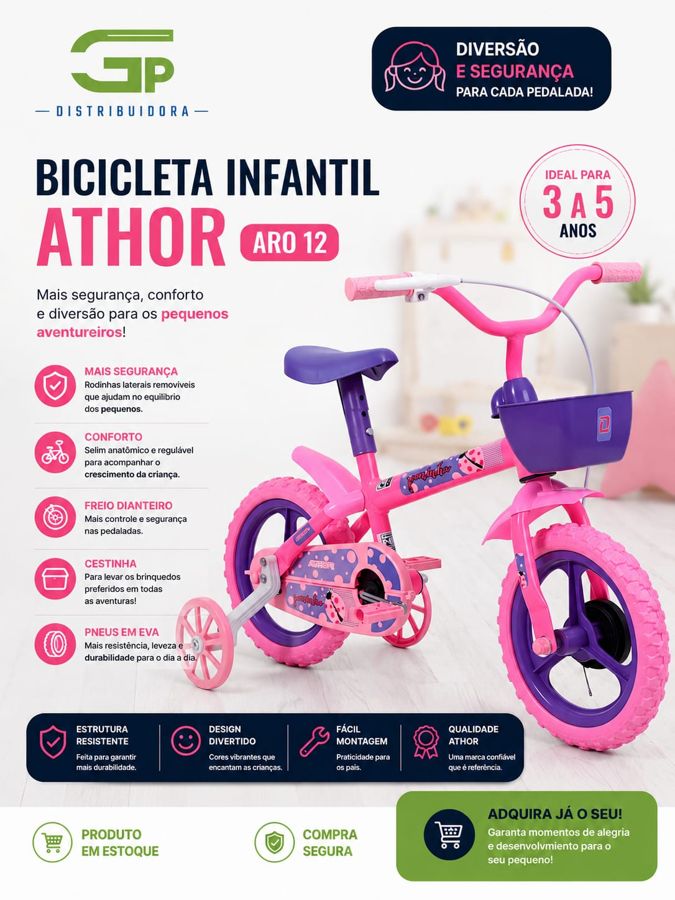 GP
DISTRIBUIDORA
DIVERSÃO
E SEGURANÇA
PARA CADA PEDALADA!
BICICLETA INFANTIL
ATHOR
ARO 12
IDEAL PARA
3 A 5
ANOS
Mais segurança, conforto
e diversão para os pequenos
aventureiros!
MAIS SEGURANÇA
Rodinhas laterais removíveis
que ajudam no equilíbrio
dos pequenos.
CONFORTO
Selim anatômico e regulável
para acompanhar o
crescimento da criança.
FREIO DIANTEIRO
Mais controle e segurança
nas pedaladas.
CESTINHA
Para levar os brinquedos
preferidos em todas
as aventuras!
PNEUS EM EVA
Mais resistência, leveza e
durabilidade para o dia a dia.
Joaninha
ATHOR
Joaninha
ESTRUTURA
RESISTENTE
Feita para garantir
mais durabilidade.
DESIGN
DIVERTIDO
Cores vibrantes que
encantam as crianças.
FÁCIL
MONTAGEM
Praticidade para
os pais.
QUALIDADE
ATHOR
Uma marca confiável
que é referência.
PRODUTO
EM ESTOQUE
COMPRA
SEGURA
ADQUIRA JÁ O SEU!
Garanta momentos de alegria
e desenvolvmiento para o
seu pequeno!